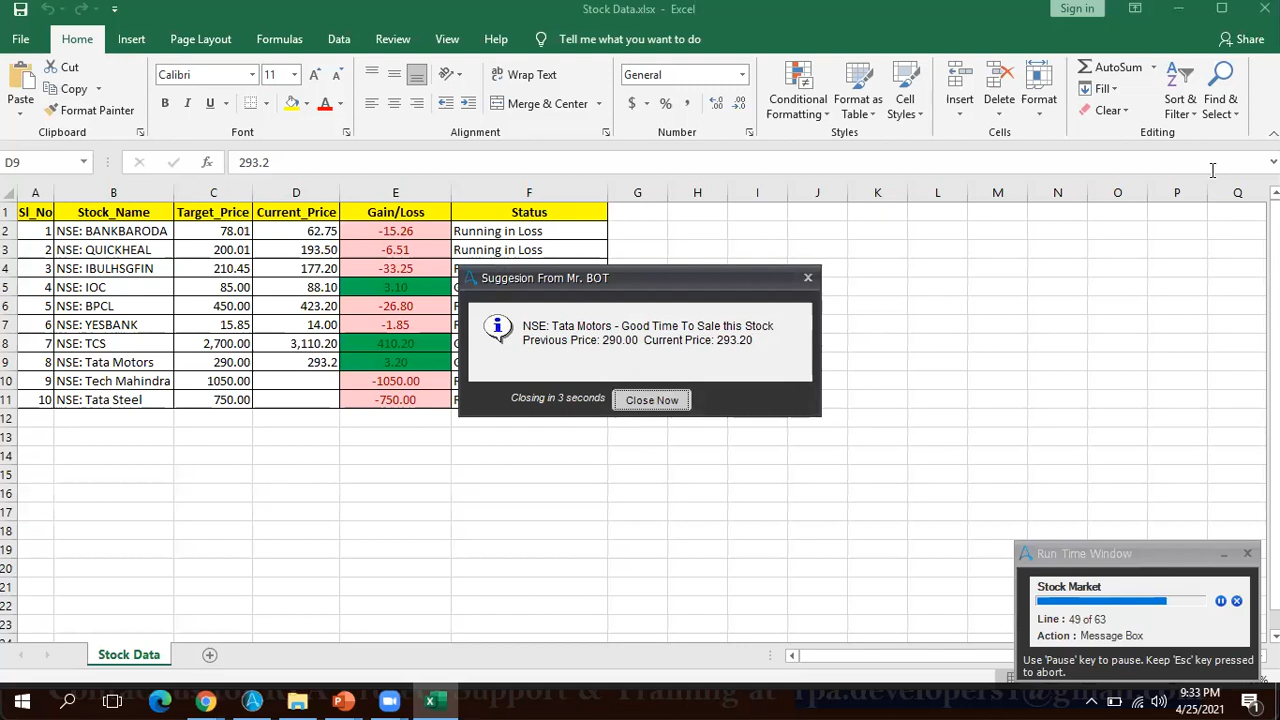 Stock Data.xlsx - Excel
Sign in
File Home Insert Page Layout Formulas Data Review View Help Tell me what you want to do Share
Paste
Cut
Copy
Format Painter
Clipboard
Calibri 11
B I U
Font
Wrap Text
Merge & Center
Alignment
General
$ % ,
Number
Conditional Formatting
Format as Table
Cell Styles
Styles
Insert
Delete
Format
Cells
AutoSum
Fill
Clear
Sort & Filter
Find & Select
Editing
D9 fx 293.2
A B C D E F G H I J K L M N O P Q
1 Sl_No Stock_Name Target_Price Current_Price Gain/Loss Status
2 1 NSE: BANKBARODA 78.01 62.75 -15.26 Running in Loss
3 2 NSE: QUICKHEAL 200.01 193.50 -6.51 Running in Loss
4 3 NSE: IBULHSGFIN 210.45 177.20 -33.25
5 4 NSE: IOC 85.00 88.10 3.10
6 5 NSE: BPCL 450.00 423.20 -26.80
7 6 NSE: YESBANK 15.85 14.00 -1.85
8 7 NSE: TCS 2,700.00 3,110.20 410.20
9 8 NSE: Tata Motors 290.00 293.2 3.20
10 9 NSE: Tech Mahindra 1050.00 -1050.00
11 10 NSE: Tata Steel 750.00 -750.00
12
13
14
15
16
17
18
19
20
21
22
23
Suggesion From Mr. BOT
NSE: Tata Motors - Good Time To Sale this Stock
Previous Price: 290.00 Current Price: 293.20
Closing in 3 seconds Close Now
Run Time Window
Stock Market
Line : 49 of 63
Action : Message Box
Use 'Pause' key to pause. Keep 'Esc' key pressed
to abort.
Stock Data
9:33 PM
4/25/2021
1